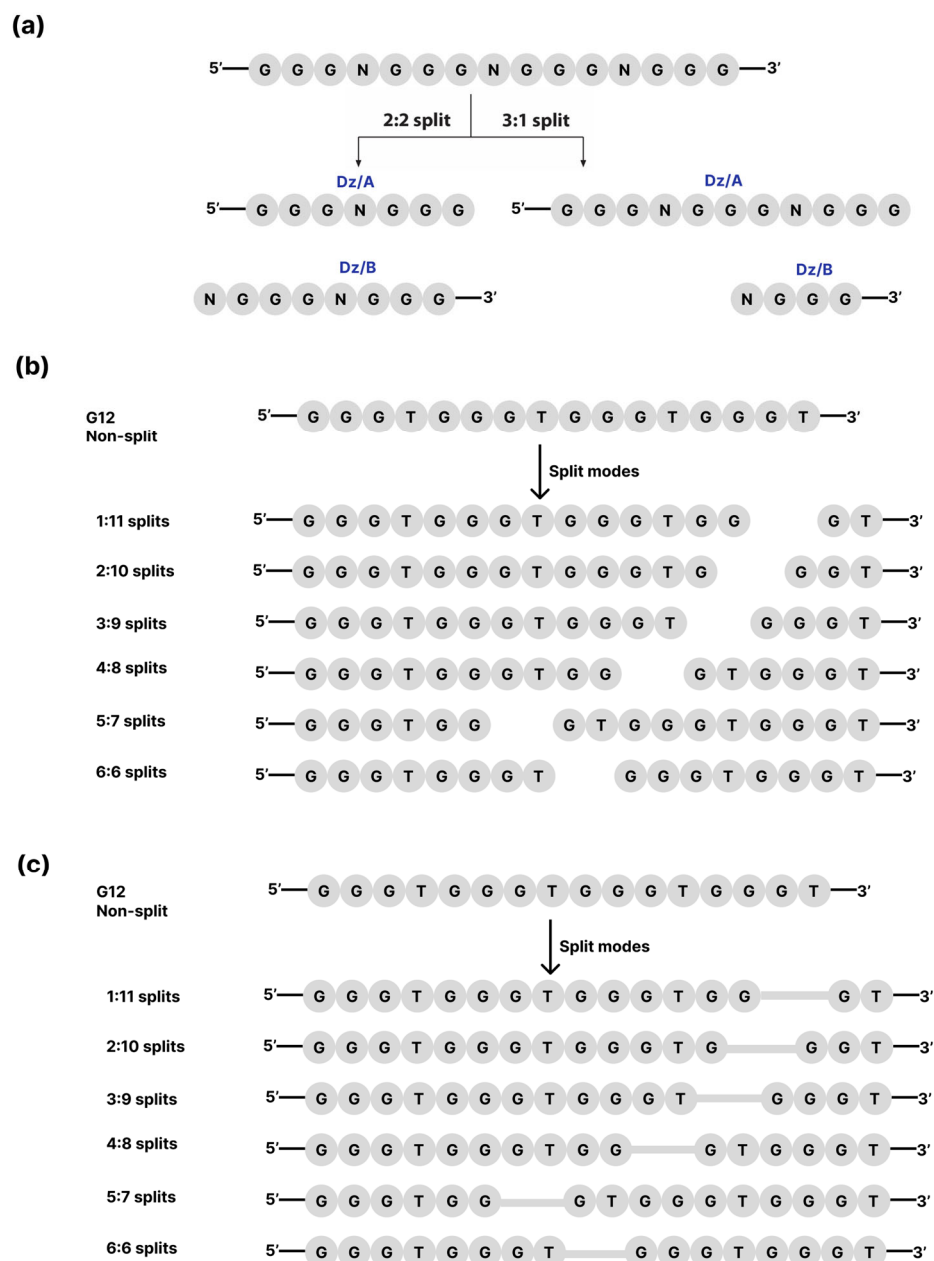 (a)
5' G G G N G G G N G G G N G G G 3'
2:2 split 3:1 split
Dz/A Dz/A
5' G G G N G G G 5' G G G N G G G N G G G
Dz/B Dz/B
N G G G N G G G 3' N G G G 3'
(b)
G12
Non-split
5' G G G T G G G T G G G T G G G T 3'
Split modes
1:11 splits 5' G G G T G G G T G G G T G G G T 3'
2:10 splits 5' G G G T G G G T G G G T G G G T 3'
3:9 splits 5' G G G T G G G T G G G T G G G T 3'
4:8 splits 5' G G G T G G G T G G G T G G G T 3'
5:7 splits 5' G G G T G G G T G G G T G G G T 3'
6:6 splits 5' G G G T G G G T G G G T G G G T 3'
(c)
G12
Non-split
5' G G G T G G G T G G G T G G G T 3'
Split modes
1:11 splits 5' G G G T G G G T G G G T G G G T 3'
2:10 splits 5' G G G T G G G T G G G T G G G T 3'
3:9 splits 5' G G G T G G G T G G G T G G G T 3'
4:8 splits 5' G G G T G G G T G G G T G G G T 3'
5:7 splits 5' G G G T G G G T G G G T G G G T 3'
6:6 splits 5' G G G T G G G T G G G T G G G T 3'